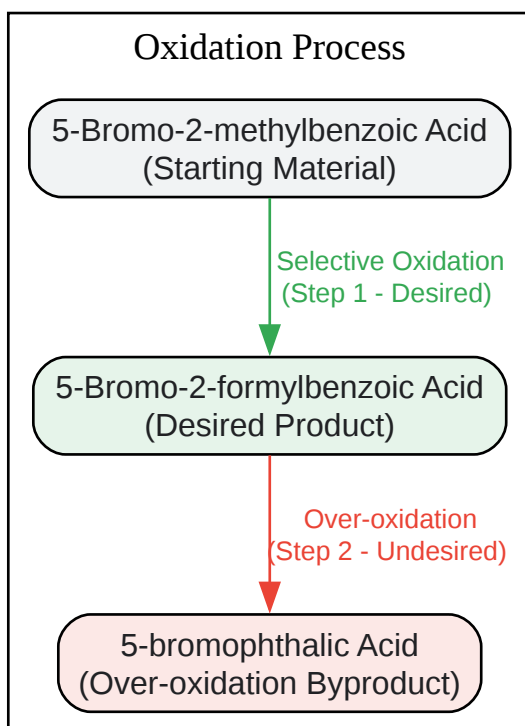 Oxidation Process
5-Bromo-2-methylbenzoic Acid
(Starting Material)
Selective Oxidation
(Step 1 - Desired)
5-Bromo-2-formylbenzoic Acid
(Desired Product)
Over-oxidation
(Step 2 - Undesired)
5-bromophthalic Acid
(Over-oxidation Byproduct)